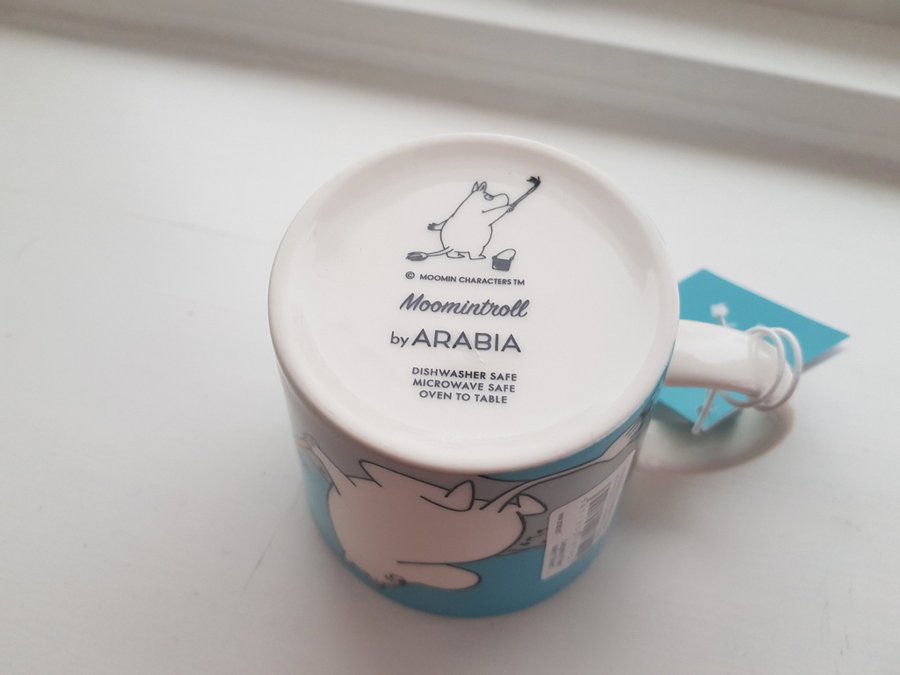 © MOOMIN CHARACTERS TM
Moomintroll
by ARABIA
DISHWASHER SAFE
MICROWAVE SAFE
OVEN TO TABLE